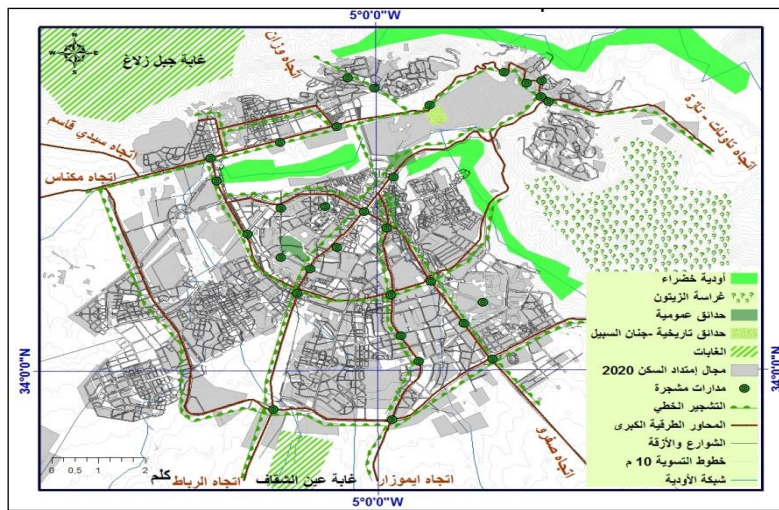 5°0'0"W
N
W
E
S
غابة جبل زلاغ
اتجاه وزان
اتجاه تاونات - تازة
اتجاه سيدي قاسم
اتجاه مكناس
34°0'0"N
34°0'0"N
أودية خضراء
غراسة الزيتون
حدائق عمومية
حدائق تاريخية -جنان السبيل
الغابات
مجال إمتداد السكن 2020
مدارات مشجرة
التشجير الخطي
المحاور الطرقية الكبرى
الشوارع والأزقة
خطوط التسوية 10 م
شبكة الأودية
0 0,5 1 2
كلم
اتجاه الرباط
غابة عين الشقاف
اتجاه ايموزار
اتجاه صفرو
5°0'0"W